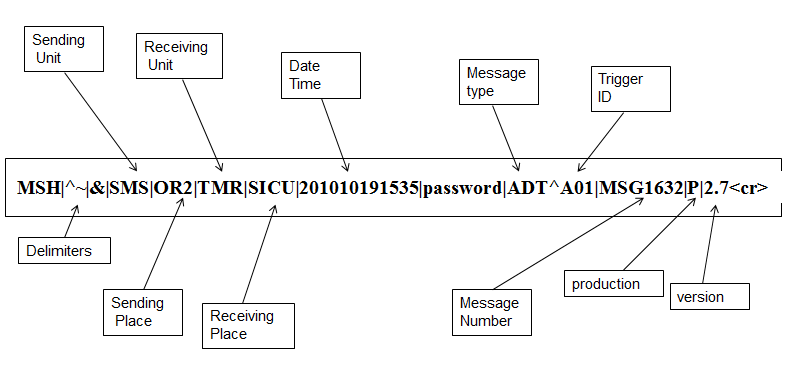 Sending
Unit
Receiving
Unit
Date
Time
Message
type
Trigger
ID
MSH|^~|&|SMS|OR2|TMR|SICU|201010191535|password|ADT^A01|MSG1632|P|2.7<cr>
Delimiters
Sending
Place
Receiving
Place
Message
Number
production
version